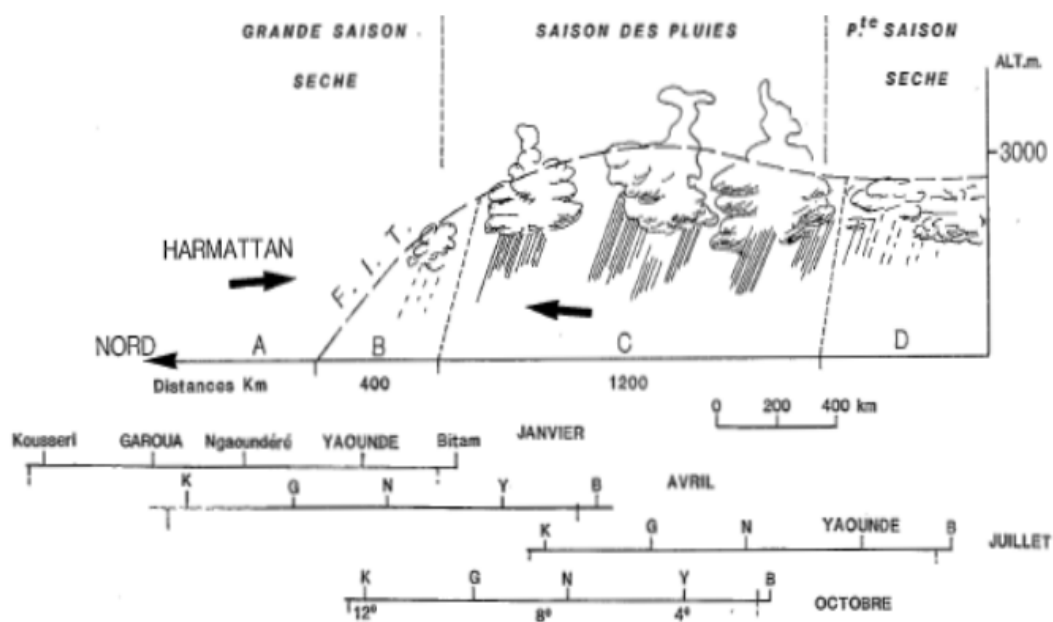 GRANDE SAISON SECHE
SAISON DES PLUIES
P.te SAISON SECHE
ALT.m.
3000
HARMATTAN
F. I. T.
NORD A B C D
Distances Km 400 1200
0 200 400 km
Kousseri GAROUA Ngaoundéré YAOUNDE Bitam JANVIER
K G N Y B AVRIL
K G N YAOUNDE B JUILLET
K G N Y B OCTOBRE
12° 8° 4°